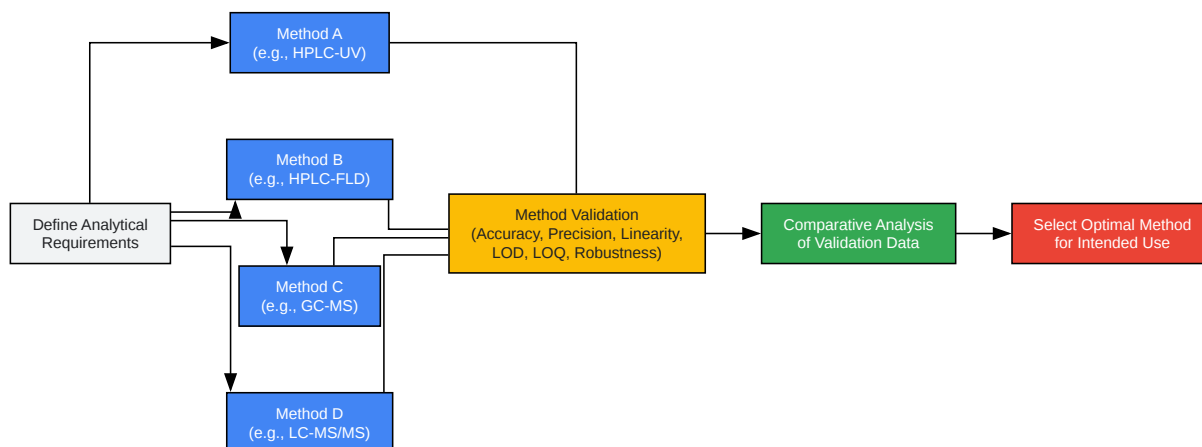 Method A
(e.g., HPLC-UV)
Method B
(e.g., HPLC-FLD)
Define Analytical
Requirements
Method Validation
(Accuracy, Precision, Linearity,
LOD, LOQ, Robustness)
Comparative Analysis
of Validation Data
Select Optimal Method
for Intended Use
Method C
(e.g., GC-MS)
Method D
(e.g., LC-MS/MS)